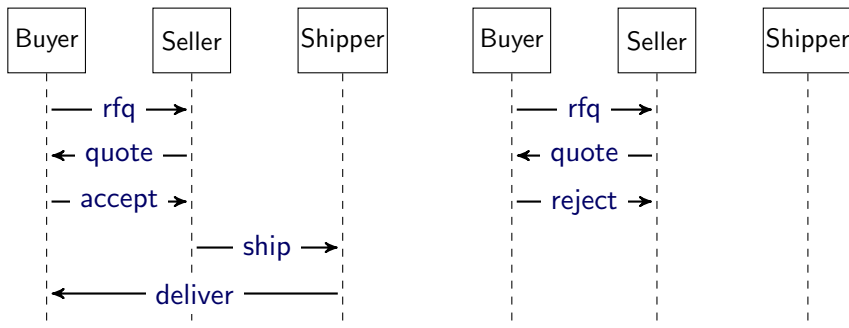 Buyer Seller Shipper
rfq
quote
accept
ship
deliver
Buyer Seller Shipper
rfq
quote
reject